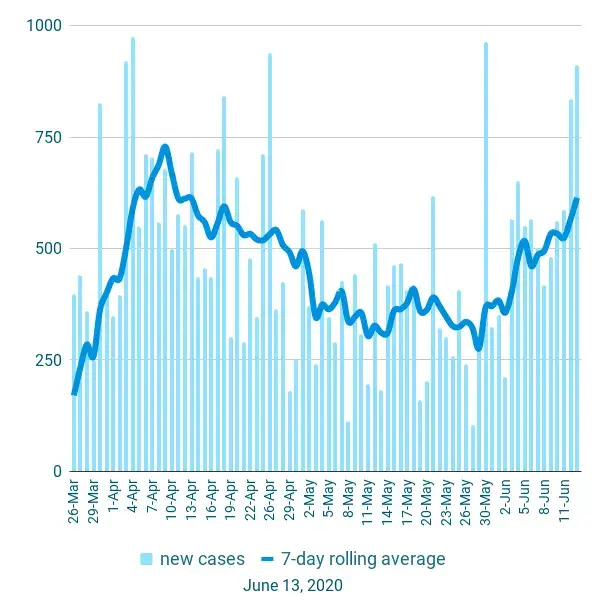 1000
750
500
250
0
26-Mar
29-Mar
1-Apr
4-Apr
7-Apr
10-Apr
13-Apr
16-Apr
19-Apr
22-Apr
26-Apr
29-Apr
2-May
5-May
8-May
11-May
14-May
17-May
20-May
23-May
26-May
30-May
2-Jun
5-Jun
8-Jun
11-Jun
new cases
7-day rolling average
June 13, 2020